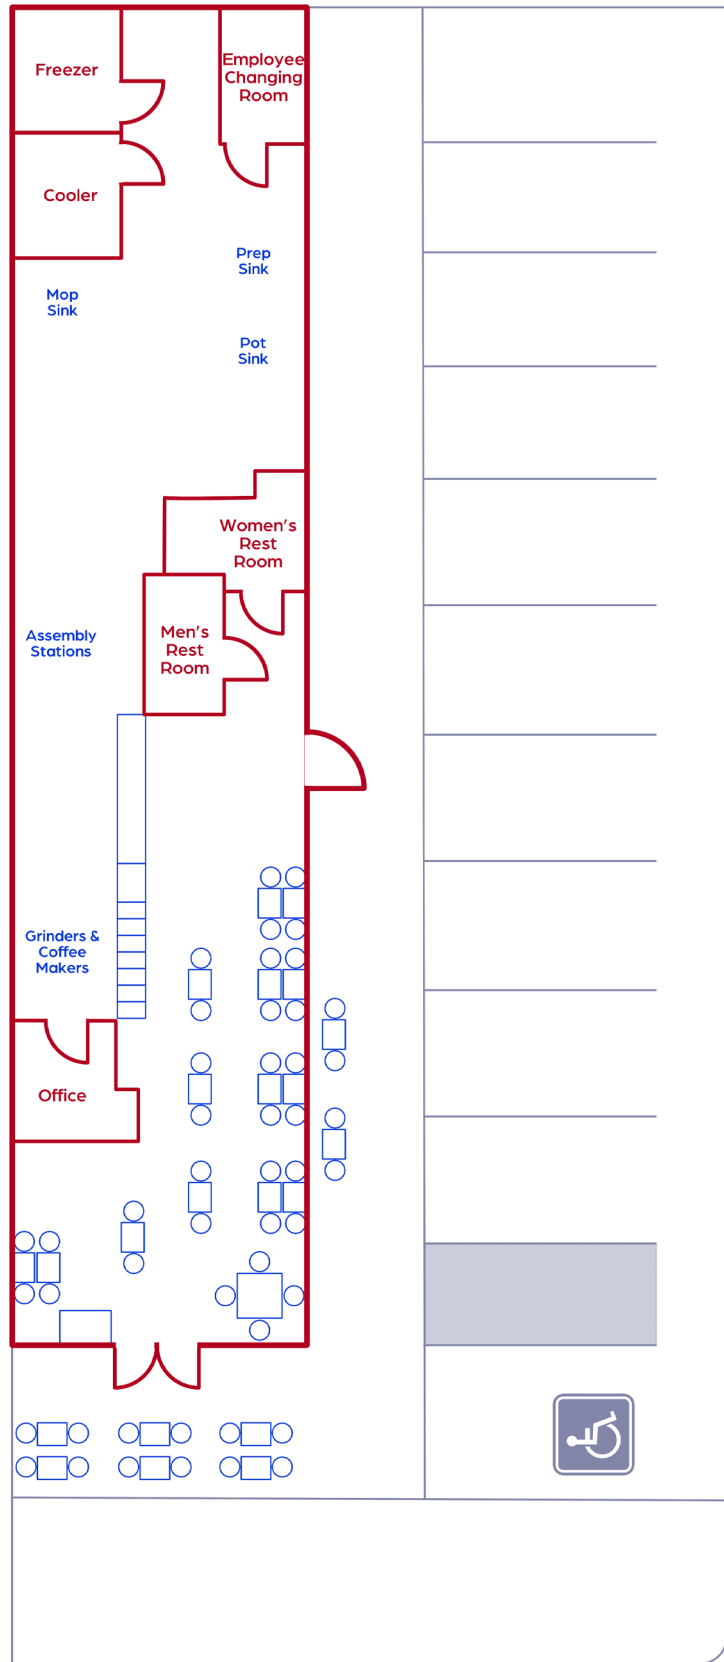 Freezer
Employee
Changing
Room
Cooler
Prep
Sink
Mop
Sink
Pot
Sink
Women's
Rest
Room
Men's
Rest
Room
Assembly
Stations
Grinders &
Coffee
Makers
Office